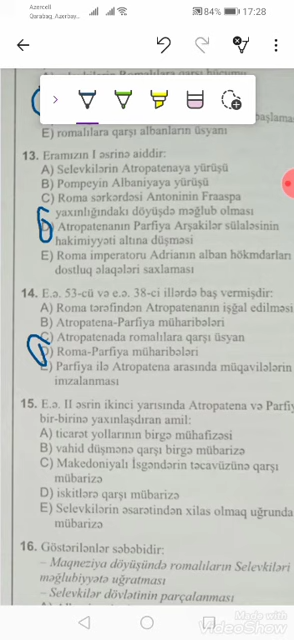 Azercell
Qarabag, Azərbay...
84% 17:28
E) romalılara qarşı albanların üsyanı
13. Eramızın I əsrinə aiddir:
A) Selevkilərin Atropatenaya yürüşü
B) Pompeyin Albaniyaya yürüşü
C) Roma sərkərdəsi Antoninin Fraaspa
yaxınlığındakı döyüşdə məğlub olması
D) Atropatenanın Parfiya Arşakilər sülaləsinin
hakimiyyəti altına düşməsi
E) Roma imperatoru Adrianın alban hökmdarları
dostluq əlaqələri saxlaması
14. E.ə. 53-cü və e.ə. 38-ci illərdə baş vermişdir:
A) Roma tərəfindən Atropatenanın işğal edilməsi
B) Atropatena-Parfiya müharibələri
C) Atropatenada romalılara qarşı üsyan
D) Roma-Parfiya müharibələri
E) Parfiya ilə Atropatena arasında müqavilələrin
imzalanması
15. E.ə. II əsrin ikinci yarısında Atropatena və Parfiy
bir-birinə yaxınlaşdıran amil:
A) ticarət yollarının birgə mühafizəsi
B) vahid düşmənə qarşı birgə mübarizə
C) Makedoniyalı İsgəndərin təcavüzünə qarşı
mübarizə
D) iskitlərə qarşı mübarizə
E) Selevkilərin əsarətindən xilas olmaq uğrunda
mübarizə
16. Göstərilənlər səbəbidir:
– Maqneziya döyüşündə romalıların Selevkiləri
məğlubiyyətə uğratması
– Selevkilər dövlətinin parçalanması
Made with
VideoShow